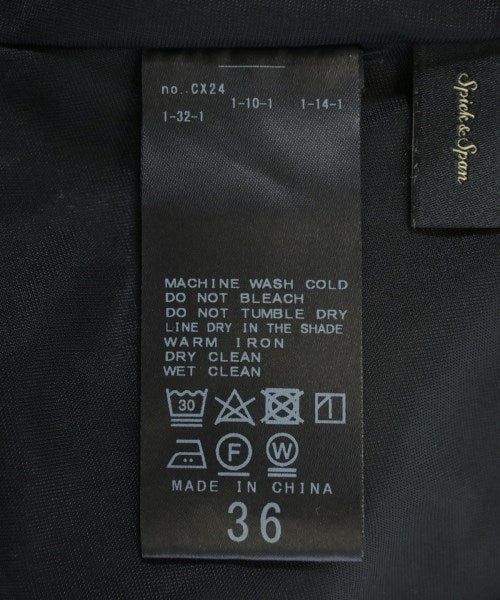 no..CX24
1-10-1 1-14-1
1-32-1
Spick&Span
MACHINE WASH COLD
DO NOT BLEACH
DO NOT TUMBLE DRY
LINE DRY IN THE SHADE
WARM IRON
DRY CLEAN
WET CLEAN
30
F W
MADE IN CHINA
36